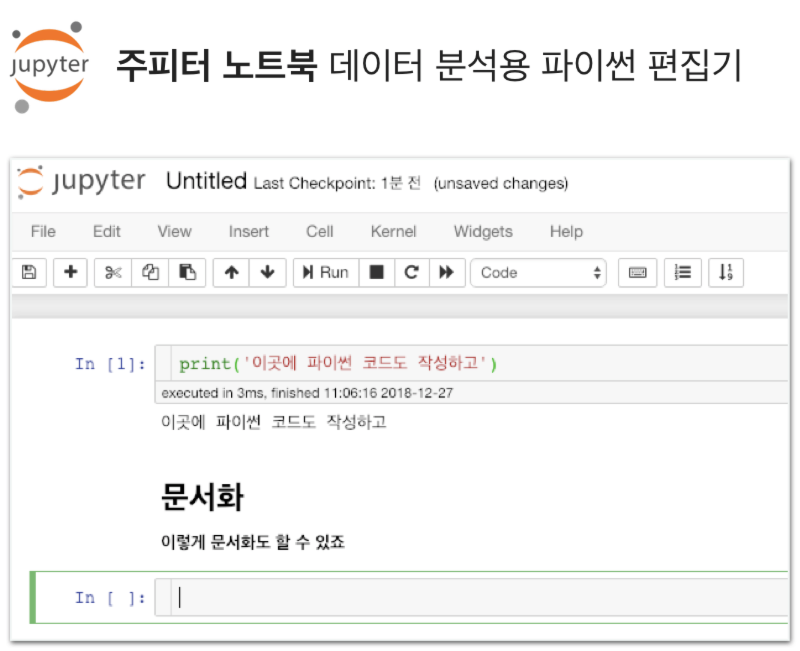 jupyter
주피터 노트북 데이터 분석용 파이썬 편집기
jupyter Untitled Last Checkpoint: 1분 전 (unsaved changes)
File Edit View Insert Cell Kernel Widgets Help
Run Code
In [1]: print('이곳에 파이썬 코드도 작성하고')
executed in 3ms, finished 11:06:16 2018-12-27
이곳에 파이썬 코드도 작성하고
문서화
이렇게 문서화도 할 수 있죠
In [ ]: